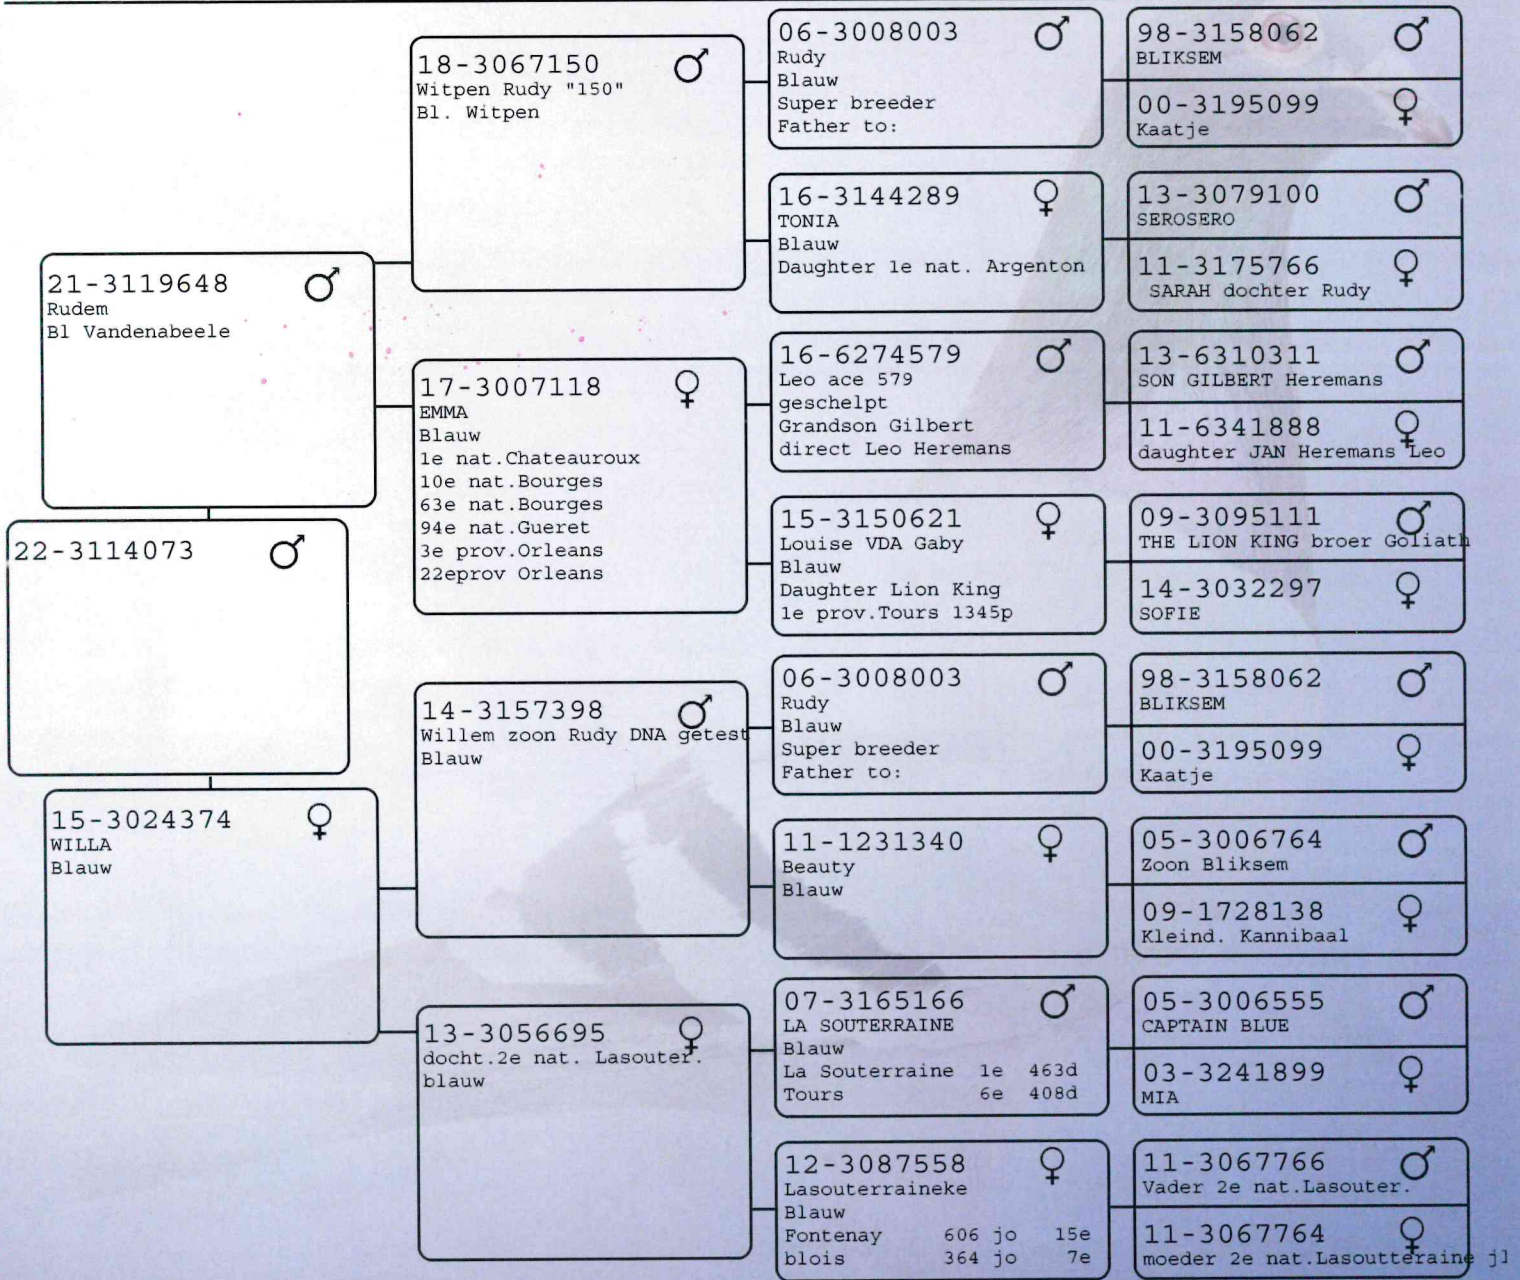 22-3114073 ♂
21-3119648 ♂
Rudem
Bl Vandenabeele
15-3024374 ♀
WILLA
Blauw
18-3067150 ♂
Witpen Rudy "150"
Bl. Witpen
17-3007118 ♀
EMMA
Blauw
1e nat.Chateauroux
10e nat.Bourges
63e nat.Bourges
94e nat.Gueret
3e prov.Orleans
22eprov Orleans
14-3157398 ♂
Willem zoon Rudy DNA getest
Blauw
13-3056695 ♀
docht.2e nat. Lasouter.
blauw
06-3008003 ♂
Rudy
Blauw
Super breeder
Father to:
16-3144289 ♀
TONIA
Blauw
Daughter 1e nat. Argenton
16-6274579 ♂
Leo ace 579
geschelpt
Grandson Gilbert
direct Leo Heremans
15-3150621 ♀
Louise VDA Gaby
Blauw
Daughter Lion King
1e prov.Tours 1345p
06-3008003 ♂
Rudy
Blauw
Super breeder
Father to:
11-1231340 ♀
Beauty
Blauw
07-3165166 ♂
LA SOUTERRAINE
Blauw
La Souterraine 1e 463d
Tours 6e 408d
12-3087558 ♀
Lasouterraineke
Blauw
Fontenay 606 jo 15e
blois 364 jo 7e
98-3158062 ♂
BLIKSEM
00-3195099 ♀
Kaatje
13-3079100 ♂
SEROSERO
11-3175766 ♀
SARAH dochter Rudy
13-6310311 ♂
SON GILBERT Heremans
11-6341888 ♀
daughter JAN Heremans Leo
09-3095111 ♂
THE LION KING broer Goliath
14-3032297 ♀
SOFIE
98-3158062 ♂
BLIKSEM
00-3195099 ♀
Kaatje
05-3006764 ♂
Zoon Bliksem
09-1728138 ♀
Kleind. Kannibaal
05-3006555 ♂
CAPTAIN BLUE
03-3241899 ♀
MIA
11-3067766 ♂
Vader 2e nat.Lasouter.
11-3067764 ♀
moeder 2e nat.Lasoutteraine